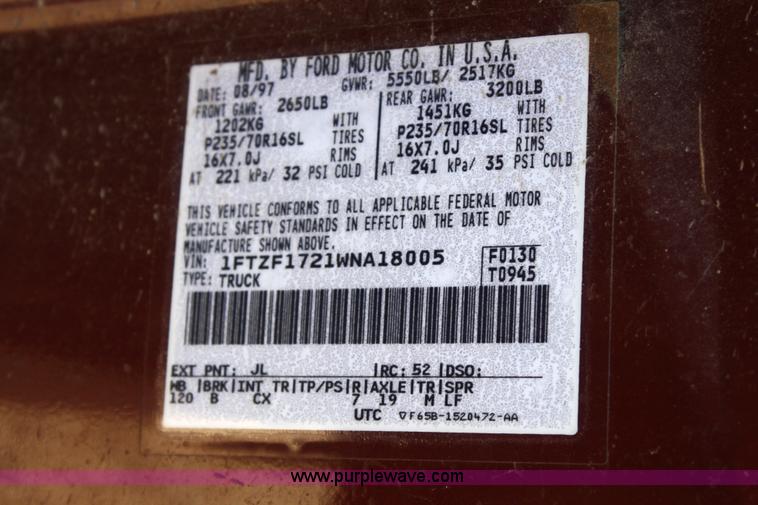 MFD. BY FORD MOTOR CO. IN U.S.A.
DATE: 08/97 GVWR: 5550LB/ 2517KG
FRONT GAWR: 2650LB REAR GAWR: 3200LB
1202KG WITH 1451KG WITH
P235/70R16SL TIRES P235/70R16SL TIRES
16X7.0J RIMS 16X7.0J RIMS
AT 221 kPa/ 32 PSI COLD AT 241 kPa/ 35 PSI COLD
THIS VEHICLE CONFORMS TO ALL APPLICABLE FEDERAL MOTOR
VEHICLE SAFETY STANDARDS IN EFFECT ON THE DATE OF
MANUFACTURE SHOWN ABOVE.
VIN: 1FTZF1721WNA18005 F0130
TYPE: TRUCK T0945
EXT PNT: JL RC: 52 DSO:
WB BRK INT TR TP/PS R AXLE TR SPR
120 B CX 7 19 M LF
UTC F65B-1520472-AA
www.purplewave.com